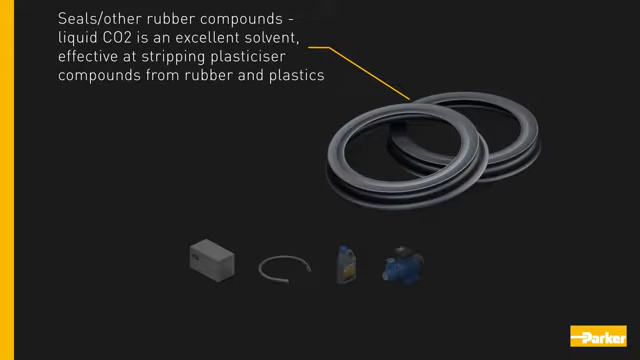 Seals/other rubber compounds -
liquid CO2 is an excellent solvent,
effective at stripping plasticiser
compounds from rubber and plastics
Parker